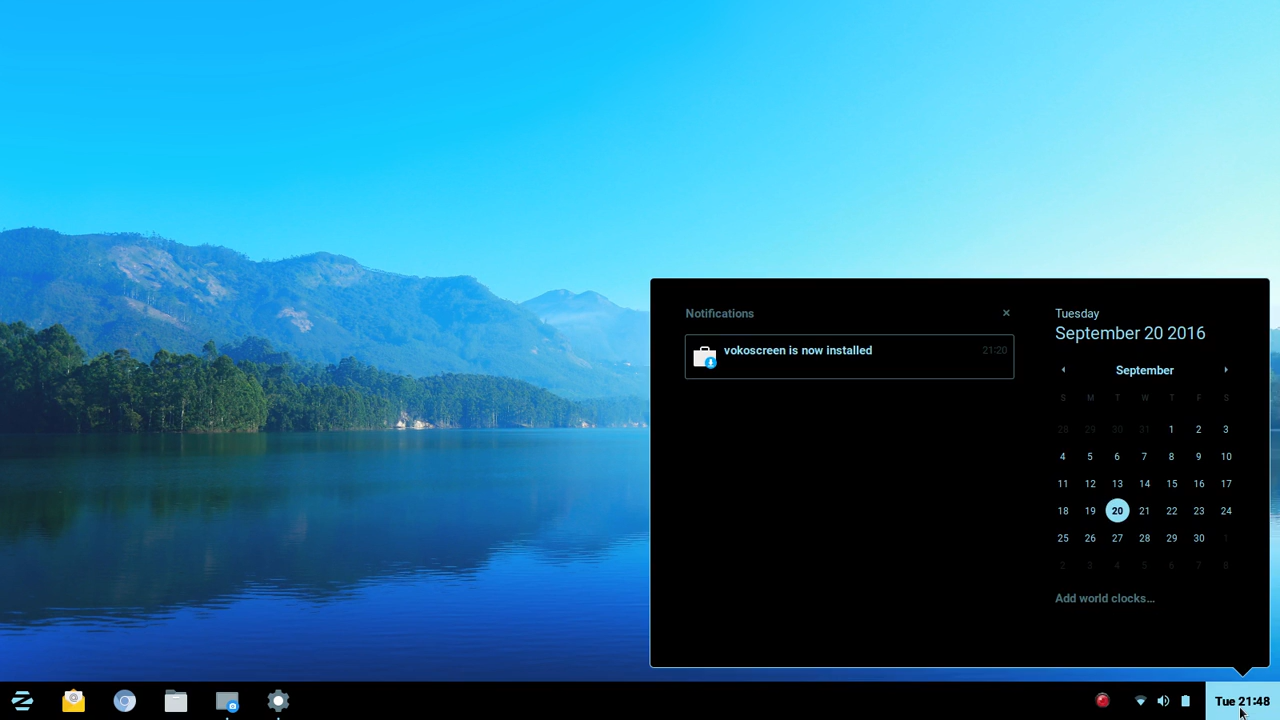 Notifications
vokoscreen is now installed 21:20
Tuesday
September 20 2016
September
S M T W T F S
28 29 30 31 1 2 3
4 5 6 7 8 9 10
11 12 13 14 15 16 17
18 19 20 21 22 23 24
25 26 27 28 29 30 1
2 3 4 5 6 7 8
Add world clocks…
Tue 21:48